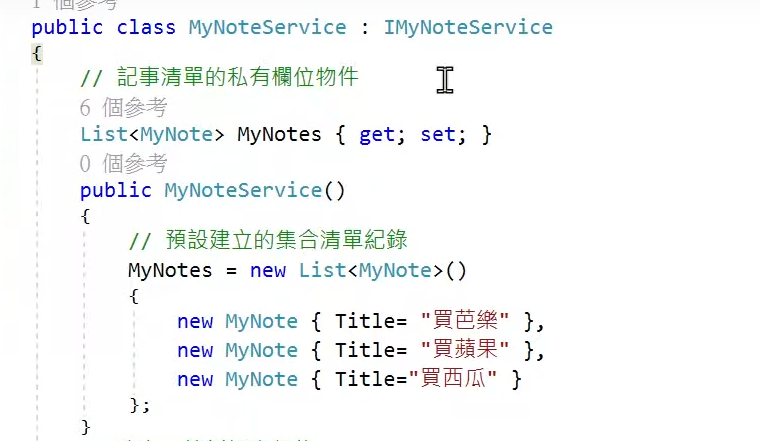 1 個參考
public class MyNoteService : IMyNoteService
{
// 記事清單的私有欄位物件
6 個參考
List<MyNote> MyNotes { get; set; }
0 個參考
public MyNoteService()
{
// 預設建立的集合清單紀錄
MyNotes = new List<MyNote>()
{
new MyNote { Title= "買芭樂" },
new MyNote { Title= "買蘋果" },
new MyNote { Title="買西瓜" }
};
}